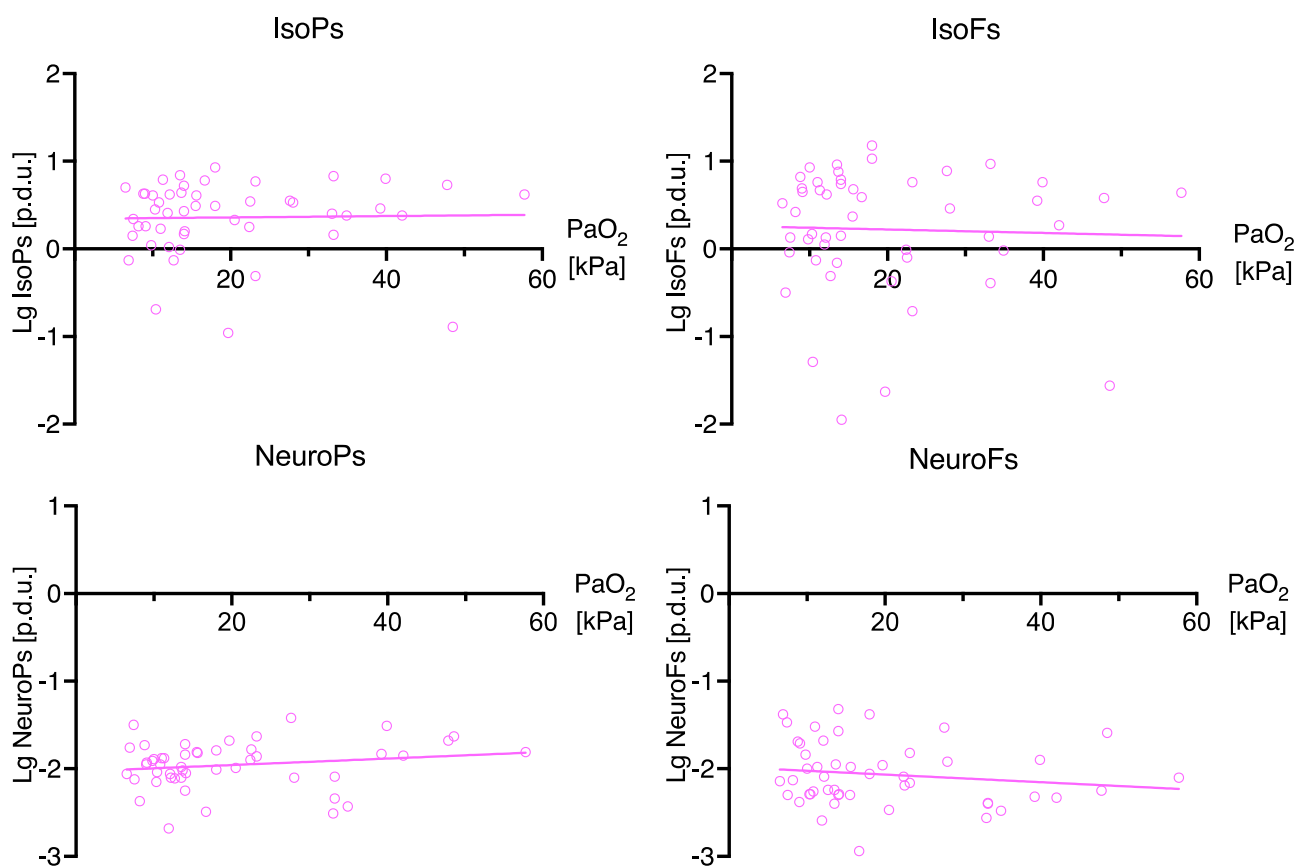 IsoPs
2
1
0
-1
-2
Lg IsoPs [p.d.u.]
20
40
60
PaO2
[kPa]
IsoFs
2
1
0
-1
-2
Lg IsoFs [p.d.u.]
20
40
60
PaO2
[kPa]
NeuroPs
1
0
-1
-2
-3
Lg NeuroPs [p.d.u.]
20
40
60
PaO2
[kPa]
NeuroFs
1
0
-1
-2
-3
Lg NeuroFs [p.d.u.]
20
40
60
PaO2
[kPa]